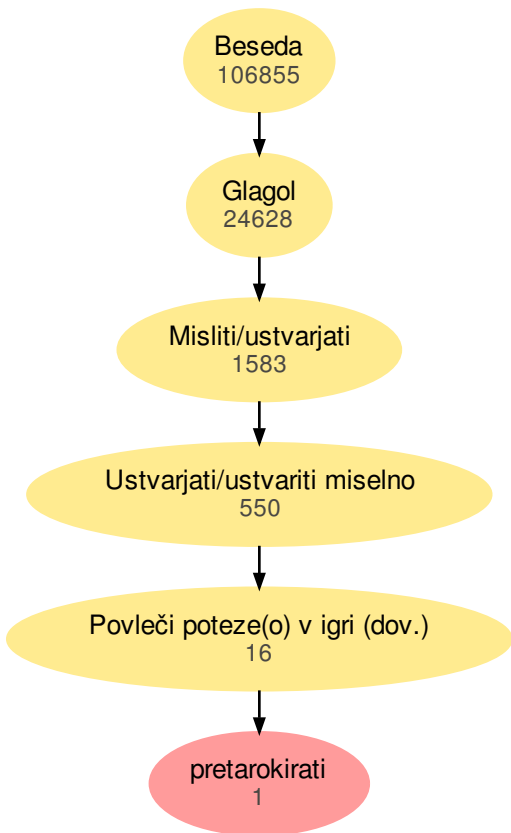 Beseda
106855
Glagol
24628
Misliti/ustvarjati
1583
Ustvarjati/ustvariti miselno
550
Povleči poteze(o) v igri (dov.)
16
pretarokirati
1